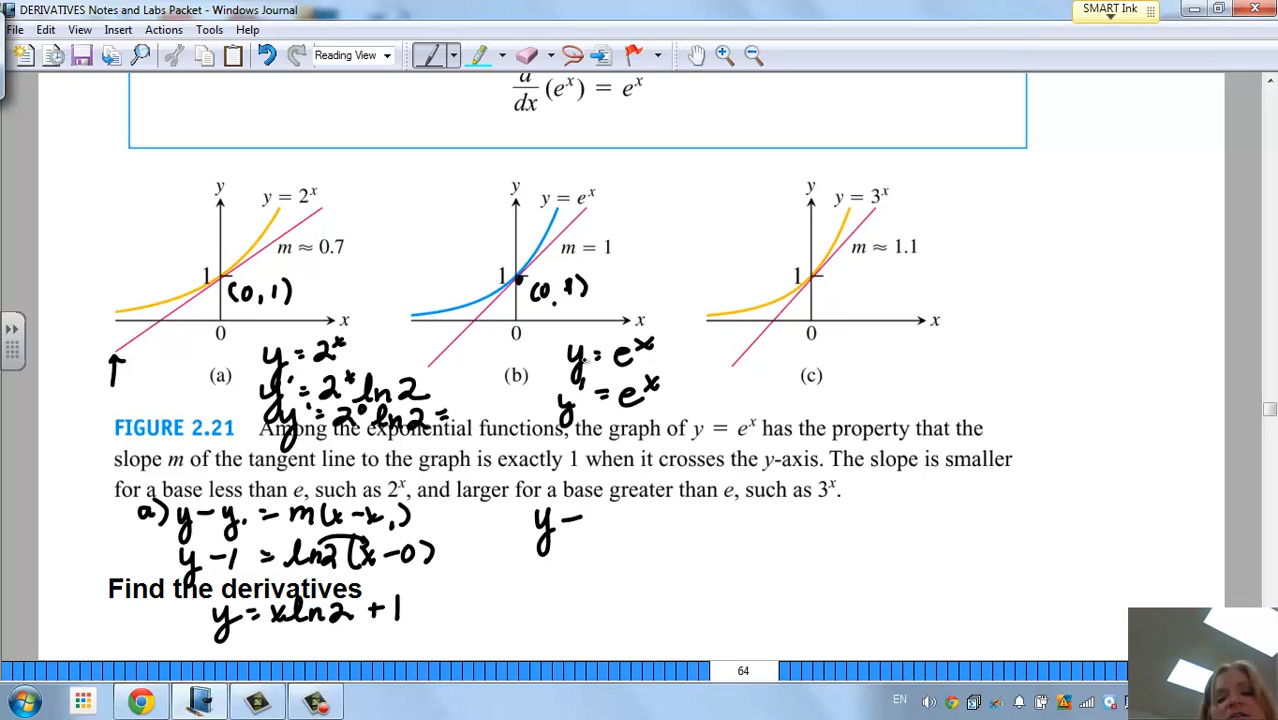 DERIVATIVES Notes and Labs Packet - Windows Journal
SMART Ink
File Edit View Insert Actions Tools Help
Reading View
d/dx (e^x) = e^x
y y = 2^x
m ≈ 0.7
1
(0,1)
0
x
(a)
y y = e^x
m = 1
1
(0,1)
0
x
(b)
y y = 3^x
m ≈ 1.1
1
0
x
(c)
y = 2^x
y' = 2^x ln 2
y' = 2^0 ln 2 =
y = e^x
y' = e^x
FIGURE 2.21 Among the exponential functions, the graph of y = e^x has the property that the
slope m of the tangent line to the graph is exactly 1 when it crosses the y-axis. The slope is smaller
for a base less than e, such as 2^x, and larger for a base greater than e, such as 3^x.
a) y - y₁ = m(x - x₁)
y - 1 = ln2 (x - 0)
y = x ln 2 + 1
y -
Find the derivatives
64
EN